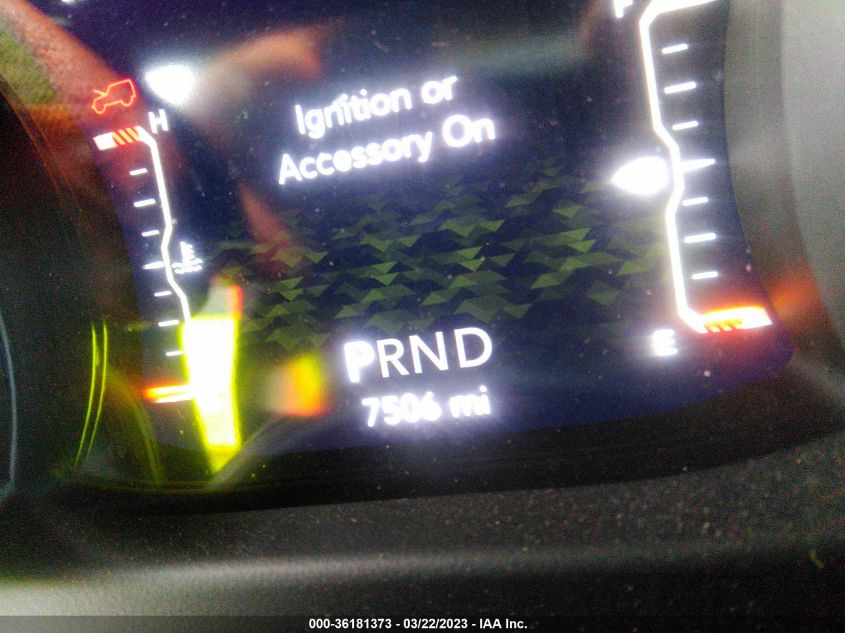 F
H
Ignition or
Accessory On
PRND
E
7506 mi
000-36181373 - 03/22/2023 - IAA Inc.